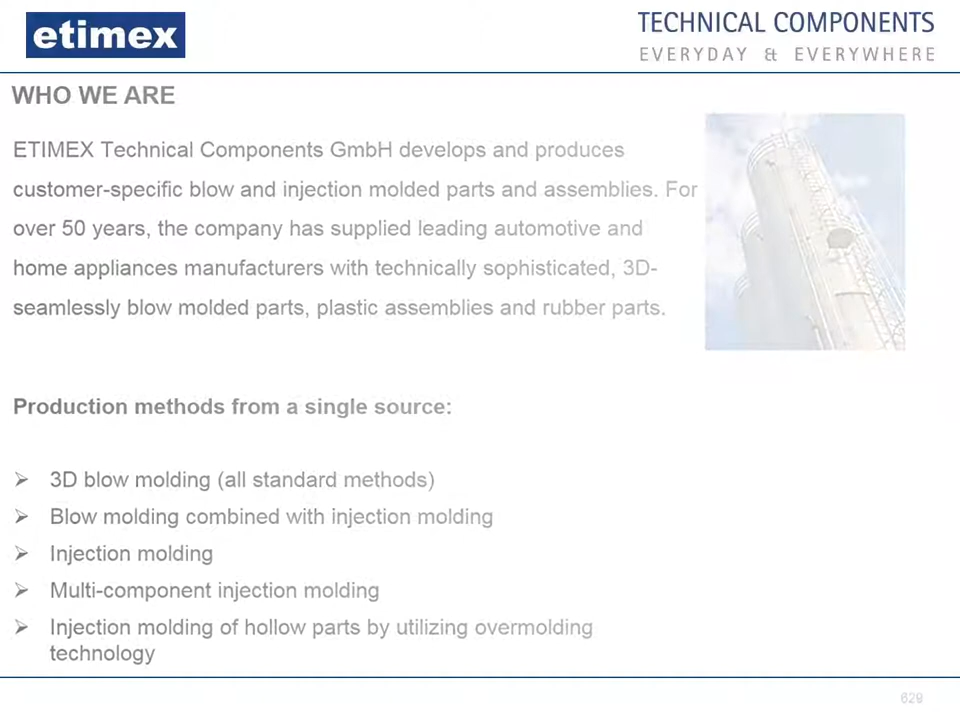 etimex
TECHNICAL COMPONENTS
EVERYDAY & EVERYWHERE
WHO WE ARE
ETIMEX Technical Components GmbH develops and produces
customer-specific blow and injection molded parts and assemblies. For
over 50 years, the company has supplied leading automotive and
home appliances manufacturers with technically sophisticated, 3D-
seamlessly blow molded parts, plastic assemblies and rubber parts.
Production methods from a single source:
➢ 3D blow molding (all standard methods)
➢ Blow molding combined with injection molding
➢ Injection molding
➢ Multi-component injection molding
➢ Injection molding of hollow parts by utilizing overmolding
technology
629